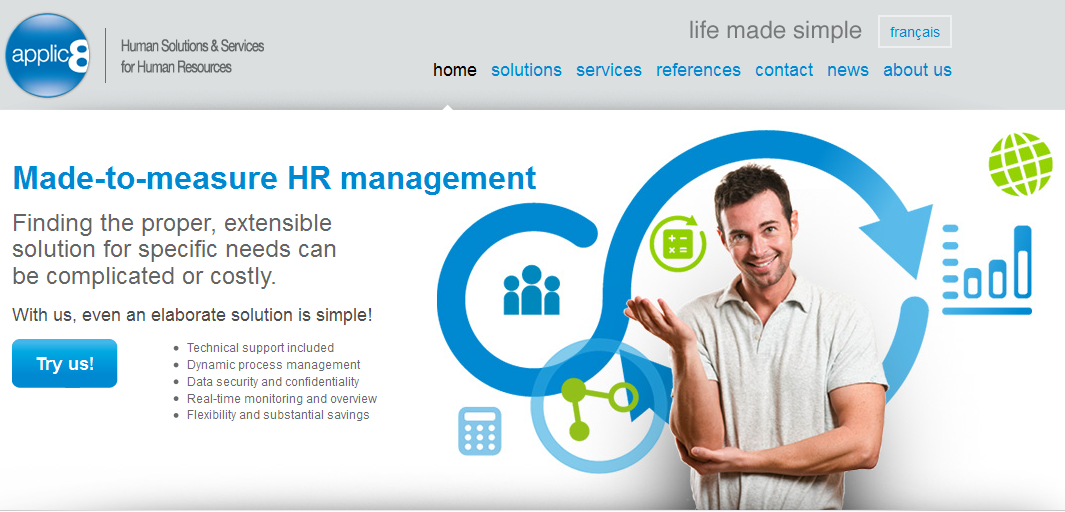 applic8
Human Solutions & Services
for Human Resources
life made simple
français
home solutions services references contact news about us
Made-to-measure HR management
Finding the proper, extensible
solution for specific needs can
be complicated or costly.
With us, even an elaborate solution is simple!
Try us!
Technical support included
Dynamic process management
Data security and confidentiality
Real-time monitoring and overview
Flexibility and substantial savings